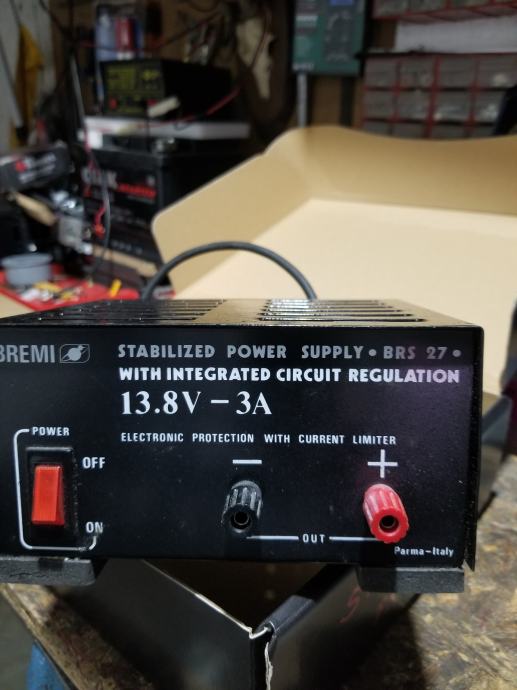 BREMI
STABILIZED POWER SUPPLY • BRS 27 •
WITH INTEGRATED CIRCUIT REGULATION
13.8V - 3A
ELECTRONIC PROTECTION WITH CURRENT LIMITER
POWER
OFF
ON
- +
OUT
Parma-Italy